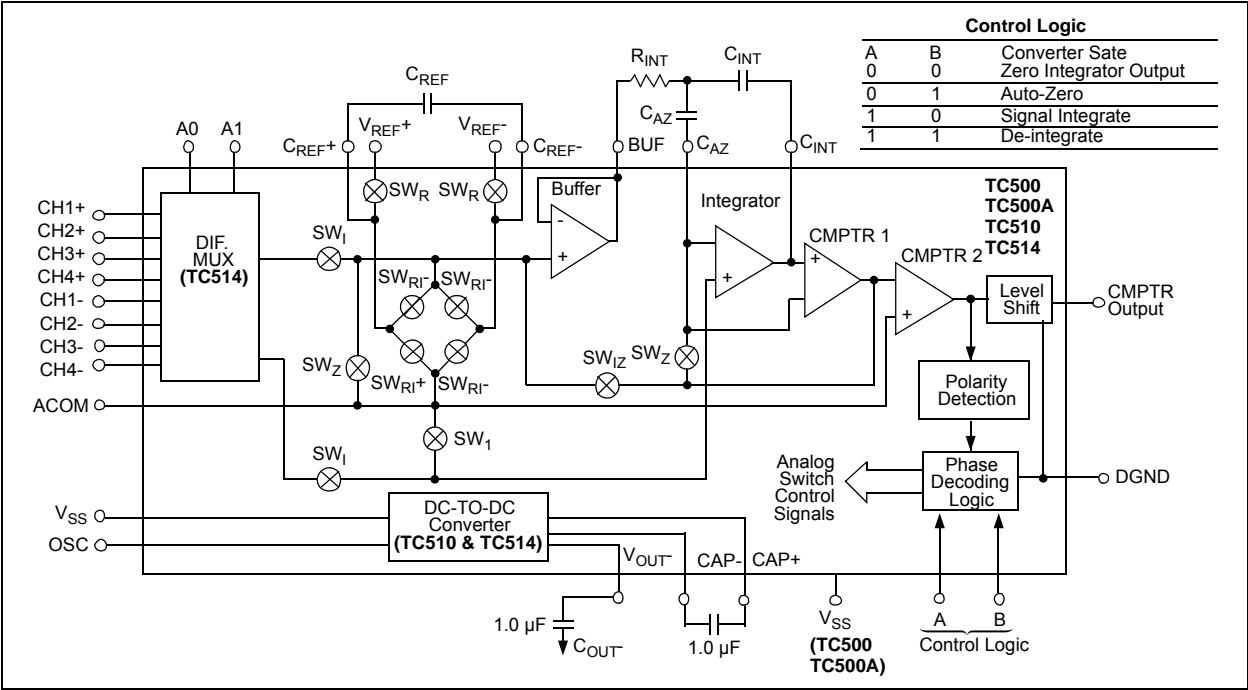 Control Logic
A B Converter Sate
0 0 Zero Integrator Output
0 1 Auto-Zero
1 0 Signal Integrate
1 1 De-integrate
RINT
CINT
CREF
CAZ
A0 A1
VREF+ VREF-
CREF+
CREF-
BUF
CAZ
CINT
SWR
SWR
Buffer
-
+
Integrator
+
CMPTR 1
+
CMPTR 2
+
TC500
TC500A
TC510
TC514
CH1+
CH2+
CH3+
CH4+
CH1-
CH2-
CH3-
CH4-
DIF.
MUX
(TC514)
SWI
SWRI- SWRI-
SWZ
SWRI+ SWRI-
SWIZ
SWZ
Level
Shift
CMPTR
Output
Polarity
Detection
ACOM
SW1
SWI
Analog
Switch
Control
Signals
Phase
Decoding
Logic
DGND
VSS
OSC
DC-TO-DC
Converter
(TC510 & TC514)
VOUT-
CAP- CAP+
1.0 µF
COUT-
1.0 µF
VSS
(TC500
TC500A)
A B
Control Logic